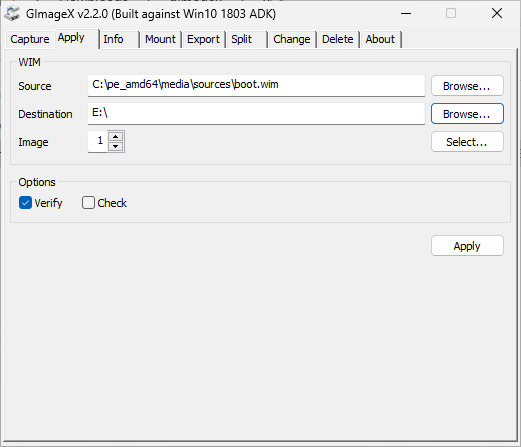 GImageX v2.2.0 (Built against Win10 1803 ADK)
Capture Apply Info Mount Export Split Change Delete About
WIM
Source C:\pe_amd64\media\sources\boot.wim Browse...
Destination E:\ Browse...
Image 1 Select...
Options
Verify Check
Apply